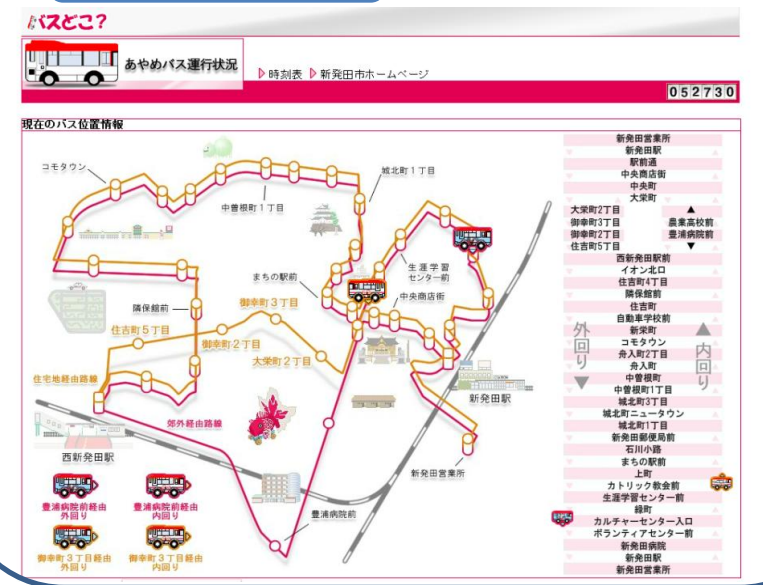 バスどこ？
あやめバス運行状況
時刻表
新発田市ホームページ
052730
現在のバス位置情報
コモタウン
中曽根町１丁目
城北町１丁目
生涯学習
センター前
まちの駅前
中央商店街
隣保館前
御幸町３丁目
住吉町５丁目
御幸町２丁目
大栄町２丁目
住宅地経由路線
郊外経由路線
新発田駅
西新発田駅
新発田営業所
豊浦病院前
豊浦病院前経由
外回り
豊浦病院前経由
内回り
御幸町３丁目経由
外回り
御幸町３丁目経由
内回り
新発田営業所
新発田駅
駅前通
中央商店街
中央町
大栄町
大栄町2丁目 ▲
御幸町3丁目 農業高校前
御幸町2丁目 豊浦病院前
住吉町5丁目 ▼
西新発田駅前
イオン北口
住吉町4丁目
隣保館前
住吉町
自動車学校前
新栄町
コモタウン
舟入町2丁目
舟入町
中曽根町
中曽根町1丁目
城北町3丁目
城北町ニュータウン
城北町1丁目
新発田郵便局前
石川小路
まちの駅前
上町
カトリック教会前
生涯学習センター前
緑町
カルチャーセンター入口
ボランティアセンター前
新発田病院
新発田駅
新発田営業所
外回り
▼
▲
内回り